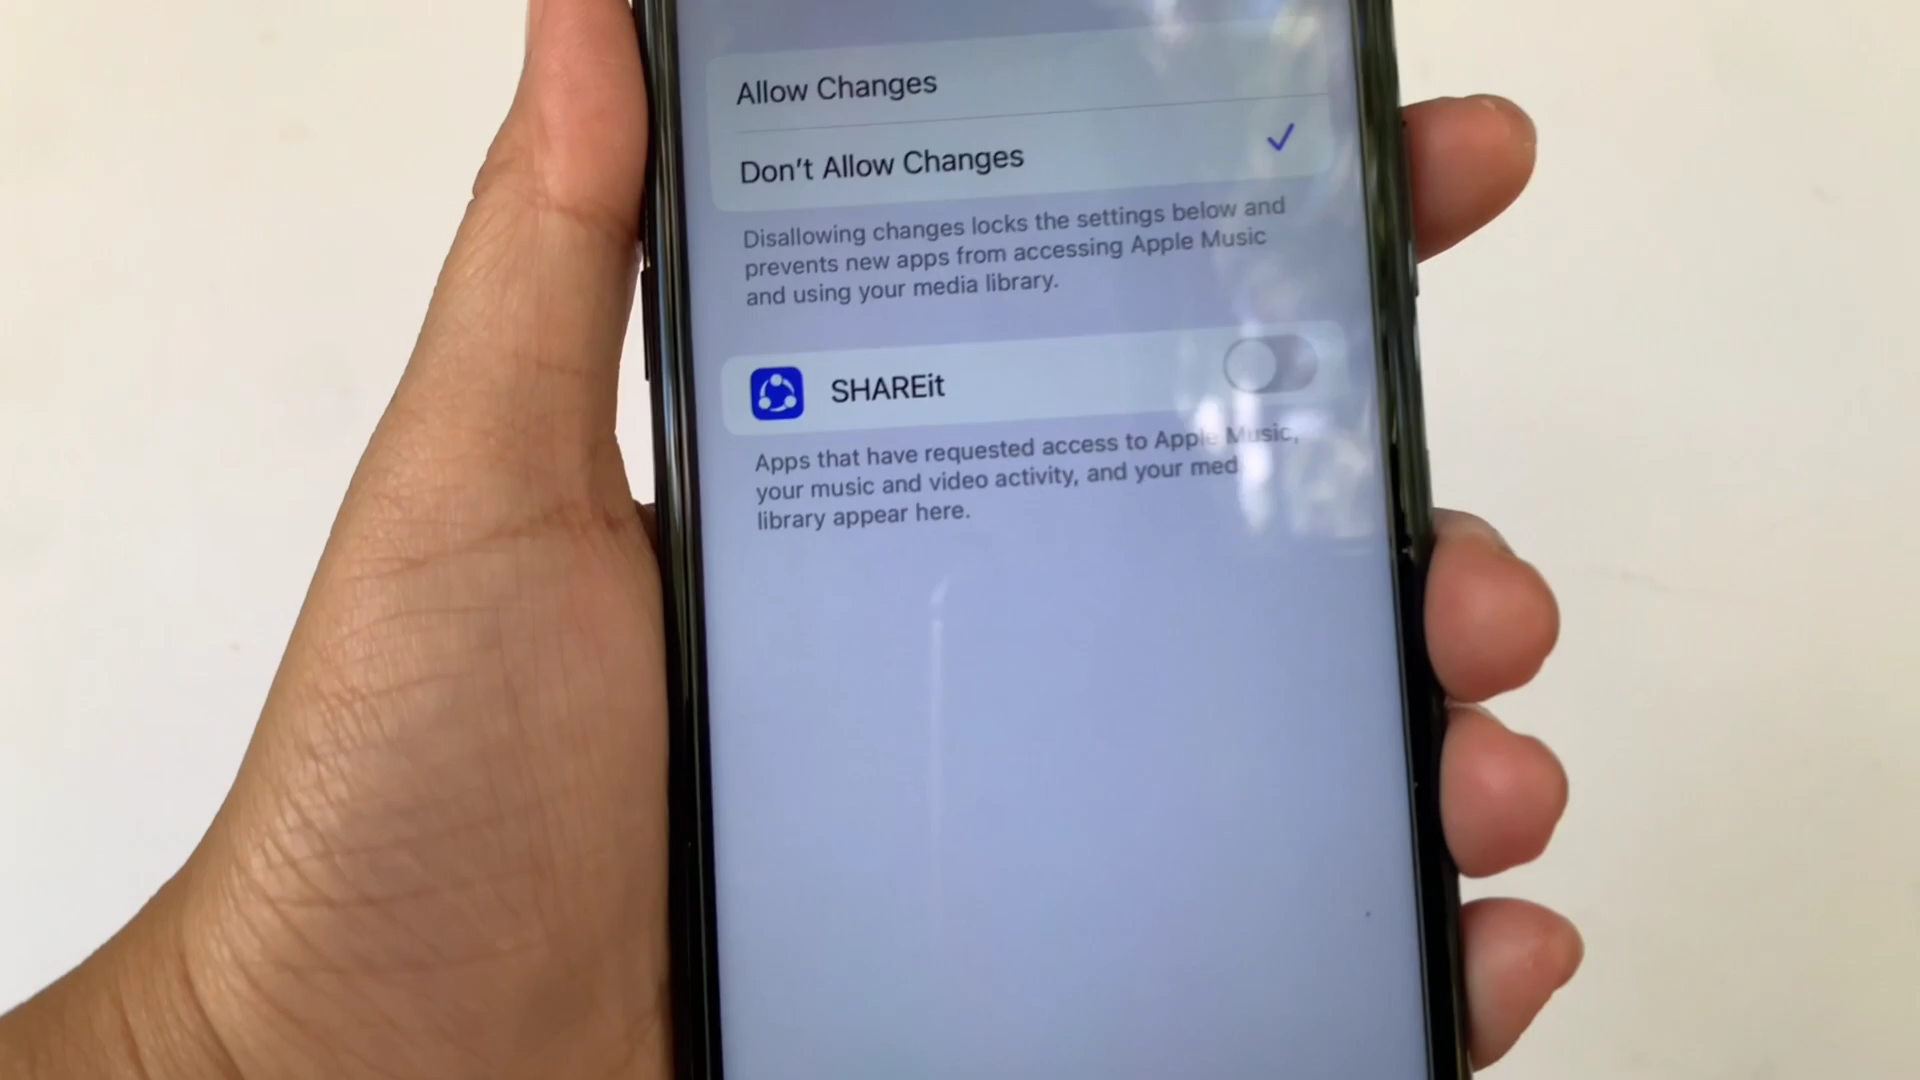 Allow Changes
Don't Allow Changes
Disallowing changes locks the settings below and
prevents new apps from accessing Apple Music
and using your media library.
SHAREit
Apps that have requested access to Apple Music,
your music and video activity, and your med
library appear here.